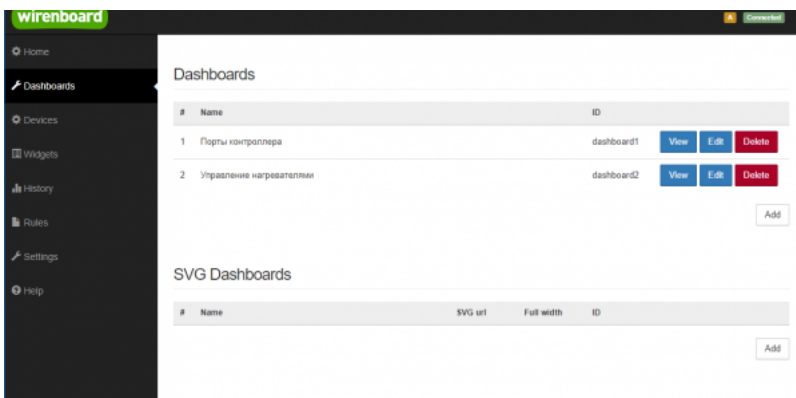 wirenboard
A Connected
Home
Dashboards
Devices
Widgets
History
Rules
Settings
Help
Dashboards
# Name ID
1 Порты контроллера dashboard1 View Edit Delete
2 Управление нагревателями dashboard2 View Edit Delete
Add
SVG Dashboards
# Name SVG url Full width ID
Add